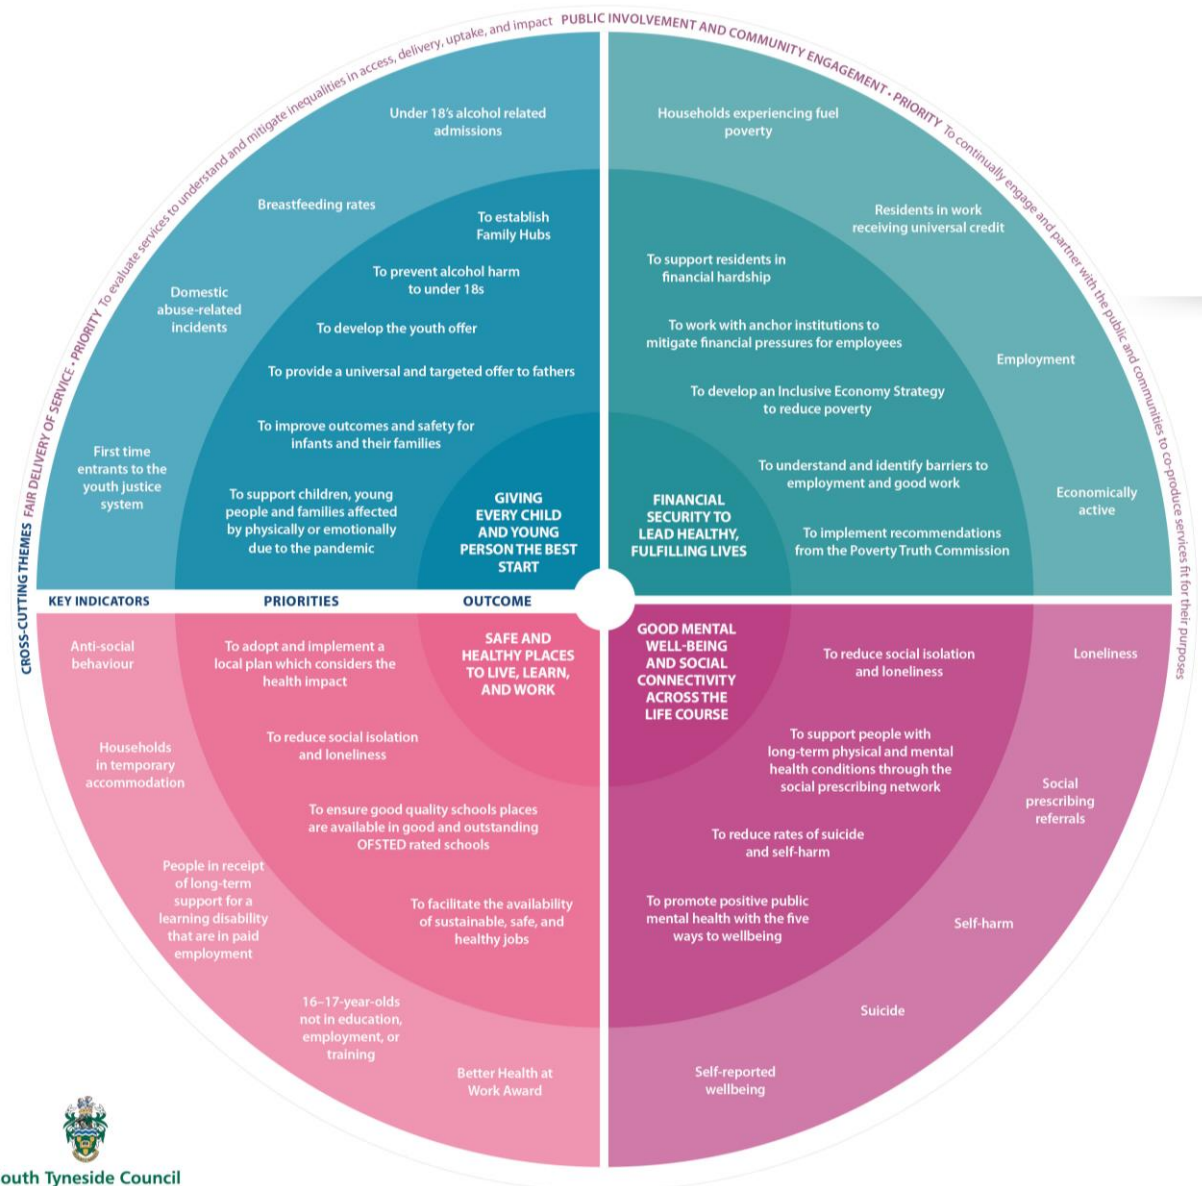 CROSS-CUTTING THEMES FAIR DELIVERY OF SERVICE • PRIORITY To evaluate services to understand and mitigate inequalities in access, delivery, uptake, and impact PUBLIC INVOLVEMENT AND COMMUNITY ENGAGEMENT • PRIORITY To continually engage and partner with the public and communities to co-produce services fit for their purposes
Under 18's alcohol related
admissions
Breastfeeding rates
Domestic
abuse-related
incidents
First time
entrants to the
youth justice
system
To establish
Family Hubs
To prevent alcohol harm
to under 18s
To develop the youth offer
To provide a universal and targeted offer to fathers
To improve outcomes and safety for
infants and their families
To support children, young
people and families affected
by physically or emotionally
due to the pandemic
GIVING
EVERY CHILD
AND YOUNG
PERSON THE BEST
START
Households experiencing fuel
poverty
Residents in work
receiving universal credit
Employment
Economically
active
To support residents in
financial hardship
To work with anchor institutions to
mitigate financial pressures for employees
To develop an Inclusive Economy Strategy
to reduce poverty
To understand and identify barriers to
employment and good work
To implement recommendations
from the Poverty Truth Commission
FINANCIAL
SECURITY TO
LEAD HEALTHY,
FULFILLING LIVES
KEY INDICATORS PRIORITIES OUTCOME
Anti-social
behaviour
Households
in temporary
accommodation
People in receipt
of long-term
support for a
learning disability
that are in paid
employment
16–17-year-olds
not in education,
employment, or
training
Better Health at
Work Award
To adopt and implement a
local plan which considers the
health impact
To reduce social isolation
and loneliness
To ensure good quality schools places
are available in good and outstanding
OFSTED rated schools
To facilitate the availability
of sustainable, safe, and
healthy jobs
SAFE AND
HEALTHY PLACES
TO LIVE, LEARN,
AND WORK
GOOD MENTAL
WELL-BEING
AND SOCIAL
CONNECTIVITY
ACROSS THE
LIFE COURSE
To reduce social isolation
and loneliness
To support people with
long-term physical and mental
health conditions through the
social prescribing network
To reduce rates of suicide
and self-harm
To promote positive public
mental health with the five
ways to wellbeing
Loneliness
Social
prescribing
referrals
Self-harm
Suicide
Self-reported
wellbeing
outh Tyneside Council